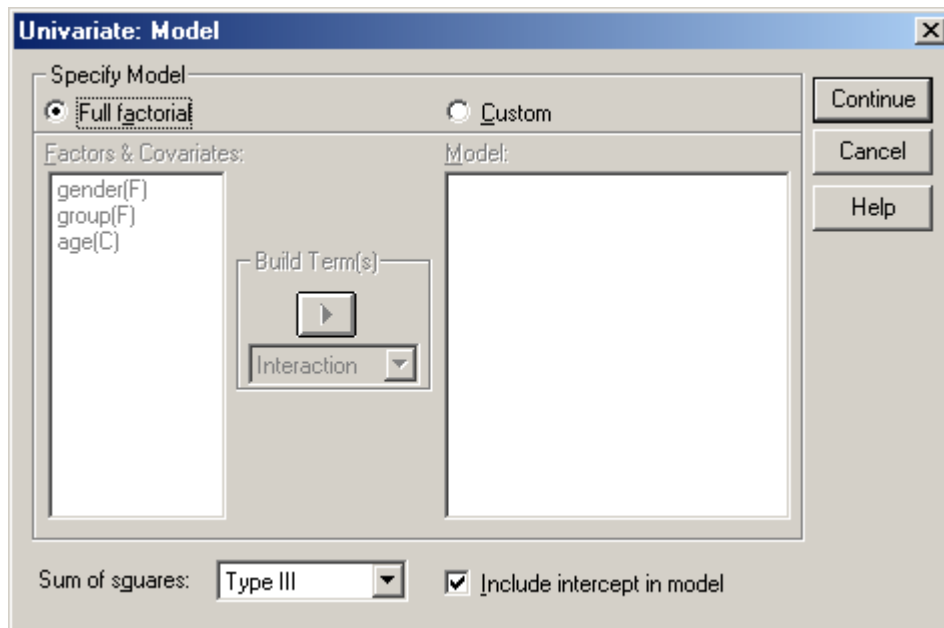 Univariate: Model
Specify Model
Full factorial
Custom
Continue
Cancel
Help
Factors & Covariates:
Model:
gender(F)
group(F)
age(C)
Build Term(s)
Interaction
Sum of squares:
Type III
Include intercept in model